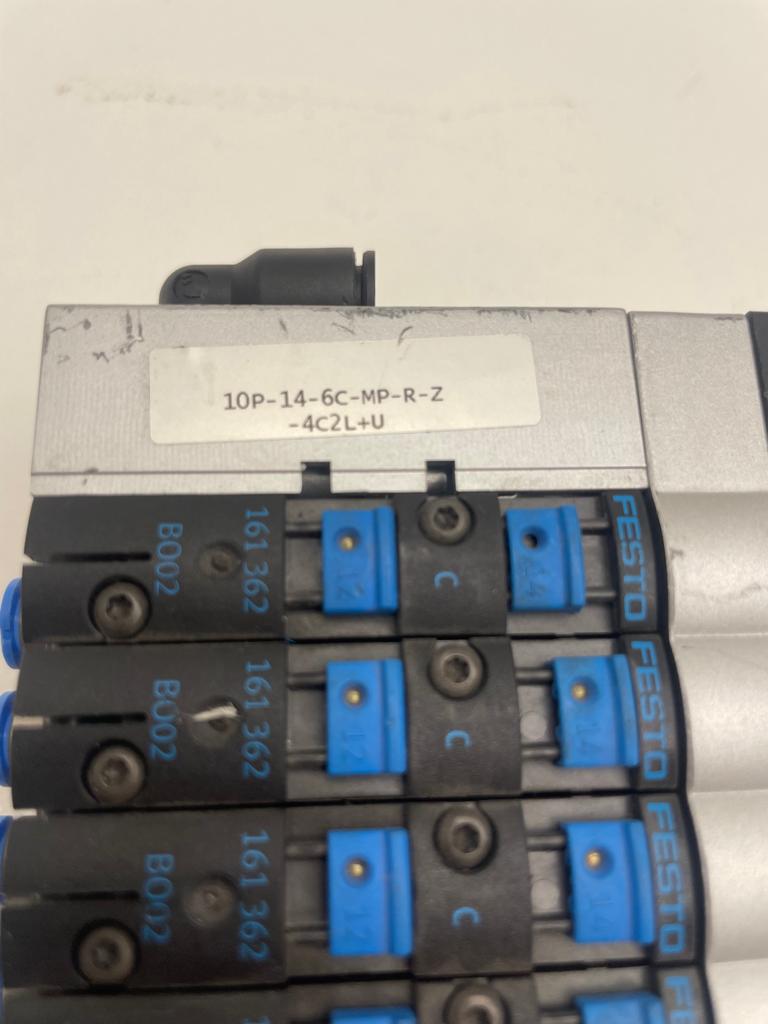 10P-14-6C-MP-R-Z
-4C2L+U
161 362
B002
12
C
14
FESTO
161 362
B002
12
C
14
FESTO
161 362
B002
12
C
14
FESTO